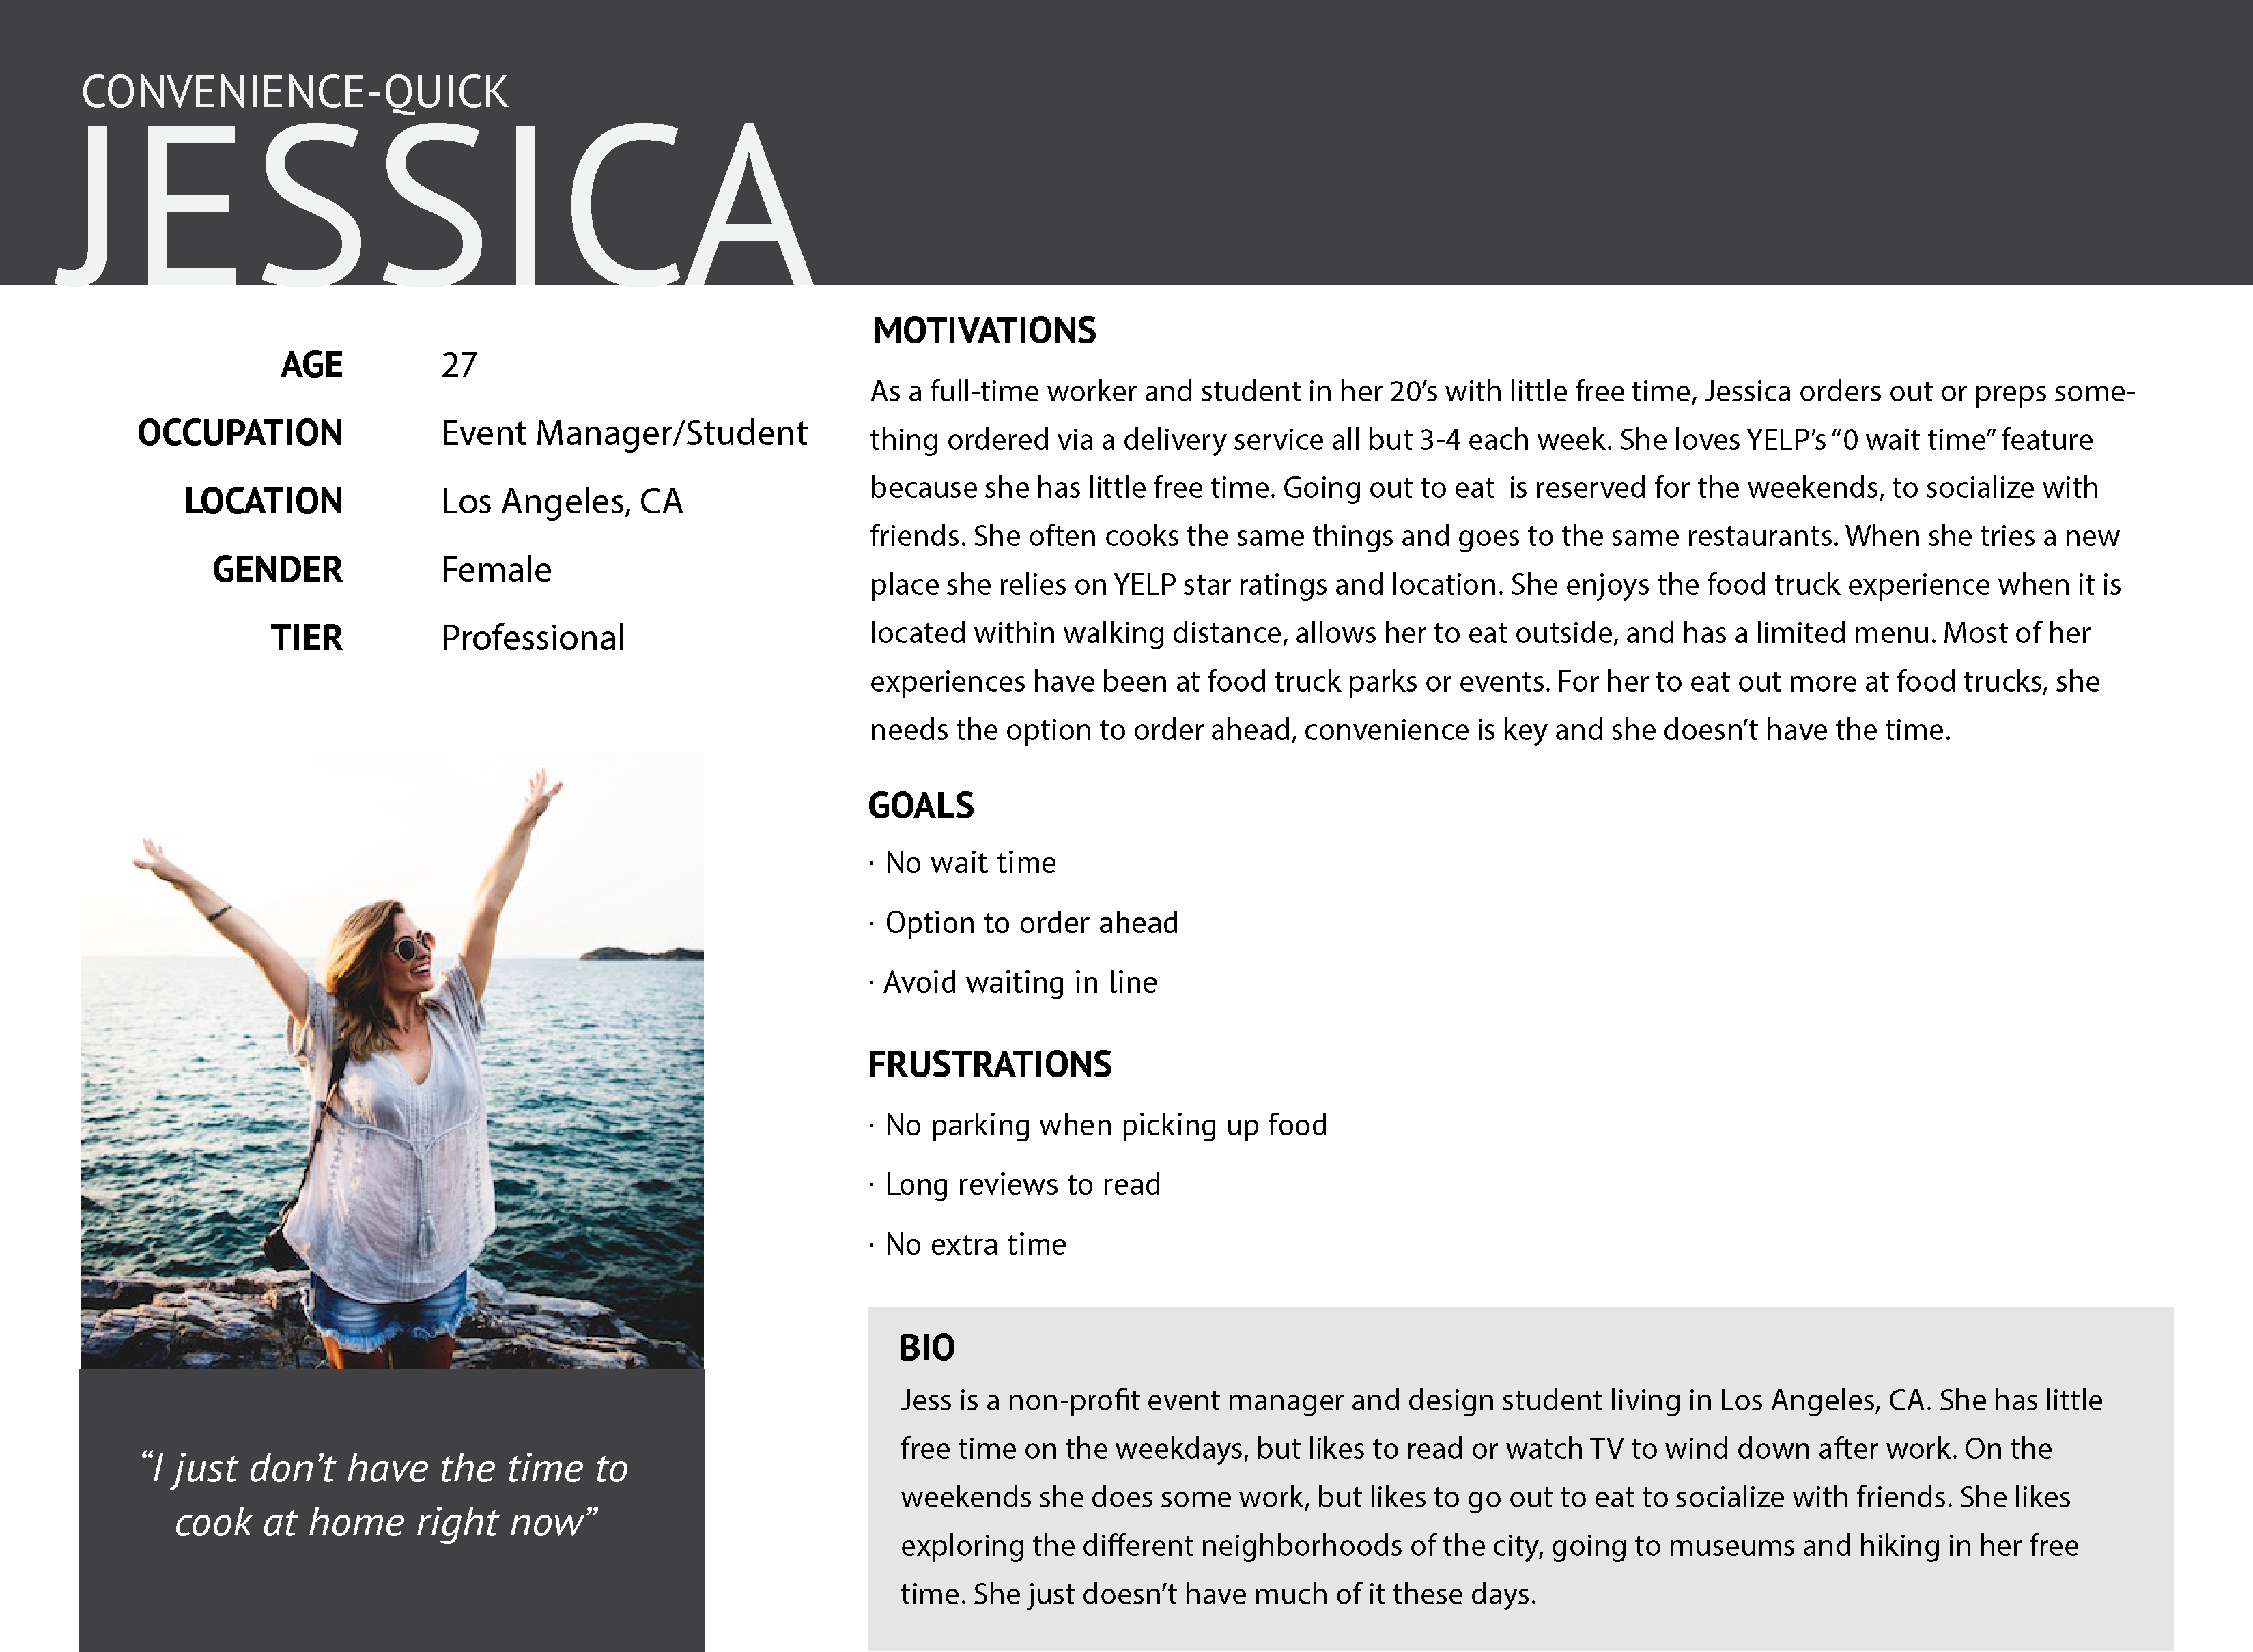 CONVENIENCE-QUICK
JESSICA
AGE 27
OCCUPATION Event Manager/Student
LOCATION Los Angeles, CA
GENDER Female
TIER Professional
“I just don’t have the time to
cook at home right now”
MOTIVATIONS
As a full-time worker and student in her 20’s with little free time, Jessica orders out or preps some-
thing ordered via a delivery service all but 3-4 each week. She loves YELP’s “0 wait time” feature
because she has little free time. Going out to eat  is reserved for the weekends, to socialize with
friends. She often cooks the same things and goes to the same restaurants. When she tries a new
place she relies on YELP star ratings and location. She enjoys the food truck experience when it is
located within walking distance, allows her to eat outside, and has a limited menu. Most of her
experiences have been at food truck parks or events. For her to eat out more at food trucks, she
needs the option to order ahead, convenience is key and she doesn’t have the time.
GOALS
· No wait time
· Option to order ahead
· Avoid waiting in line
FRUSTRATIONS
· No parking when picking up food
· Long reviews to read
· No extra time
BIO
Jess is a non-profit event manager and design student living in Los Angeles, CA. She has little
free time on the weekdays, but likes to read or watch TV to wind down after work. On the
weekends she does some work, but likes to go out to eat to socialize with friends. She likes
exploring the different neighborhoods of the city, going to museums and hiking in her free
time. She just doesn’t have much of it these days.